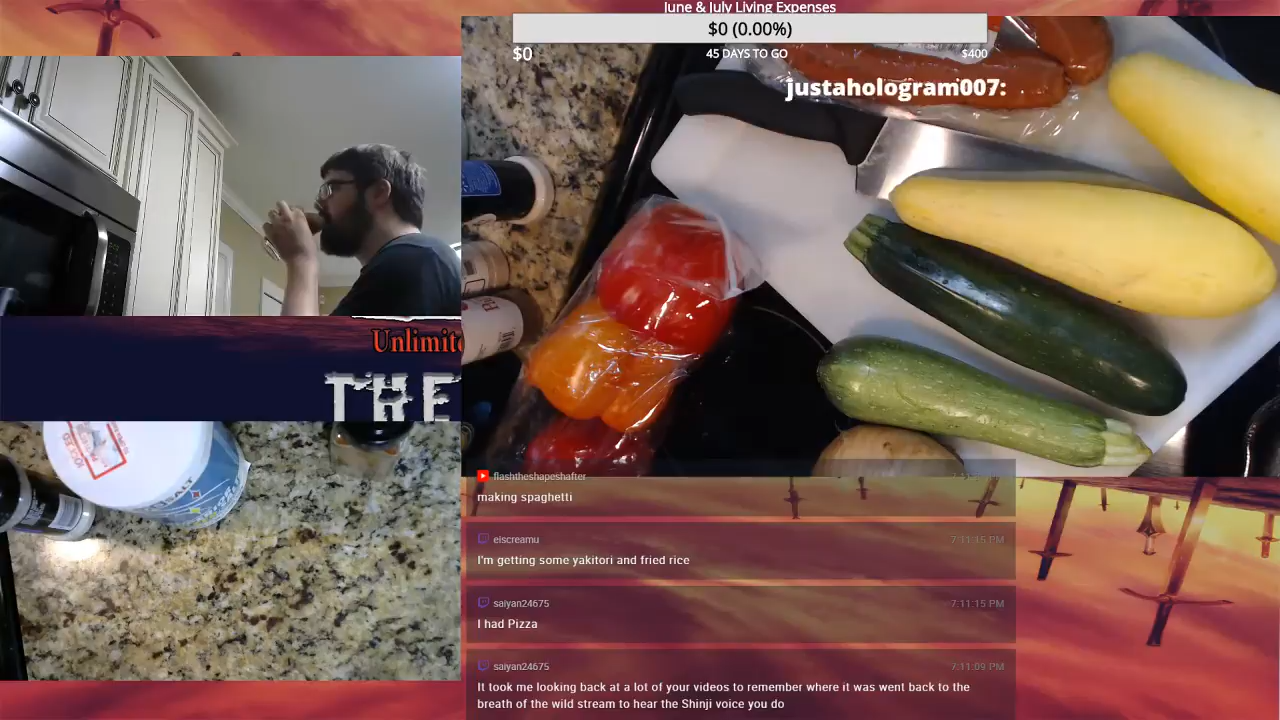 June & July Living Expenses
$0 (0.00%)
$0
45 DAYS TO GO
$400
justahologram007:
Unlimite
THE
SALT
flashtheshapeshafter
making spaghetti
eiscreamu
7:11:15 PM
I'm getting some yakitori and fried rice
saiyan24675
7:11:15 PM
I had Pizza
saiyan24675
7:11:09 PM
It took me looking back at a lot of your videos to remember where it was went back to the
breath of the wild stream to hear the Shinji voice you do